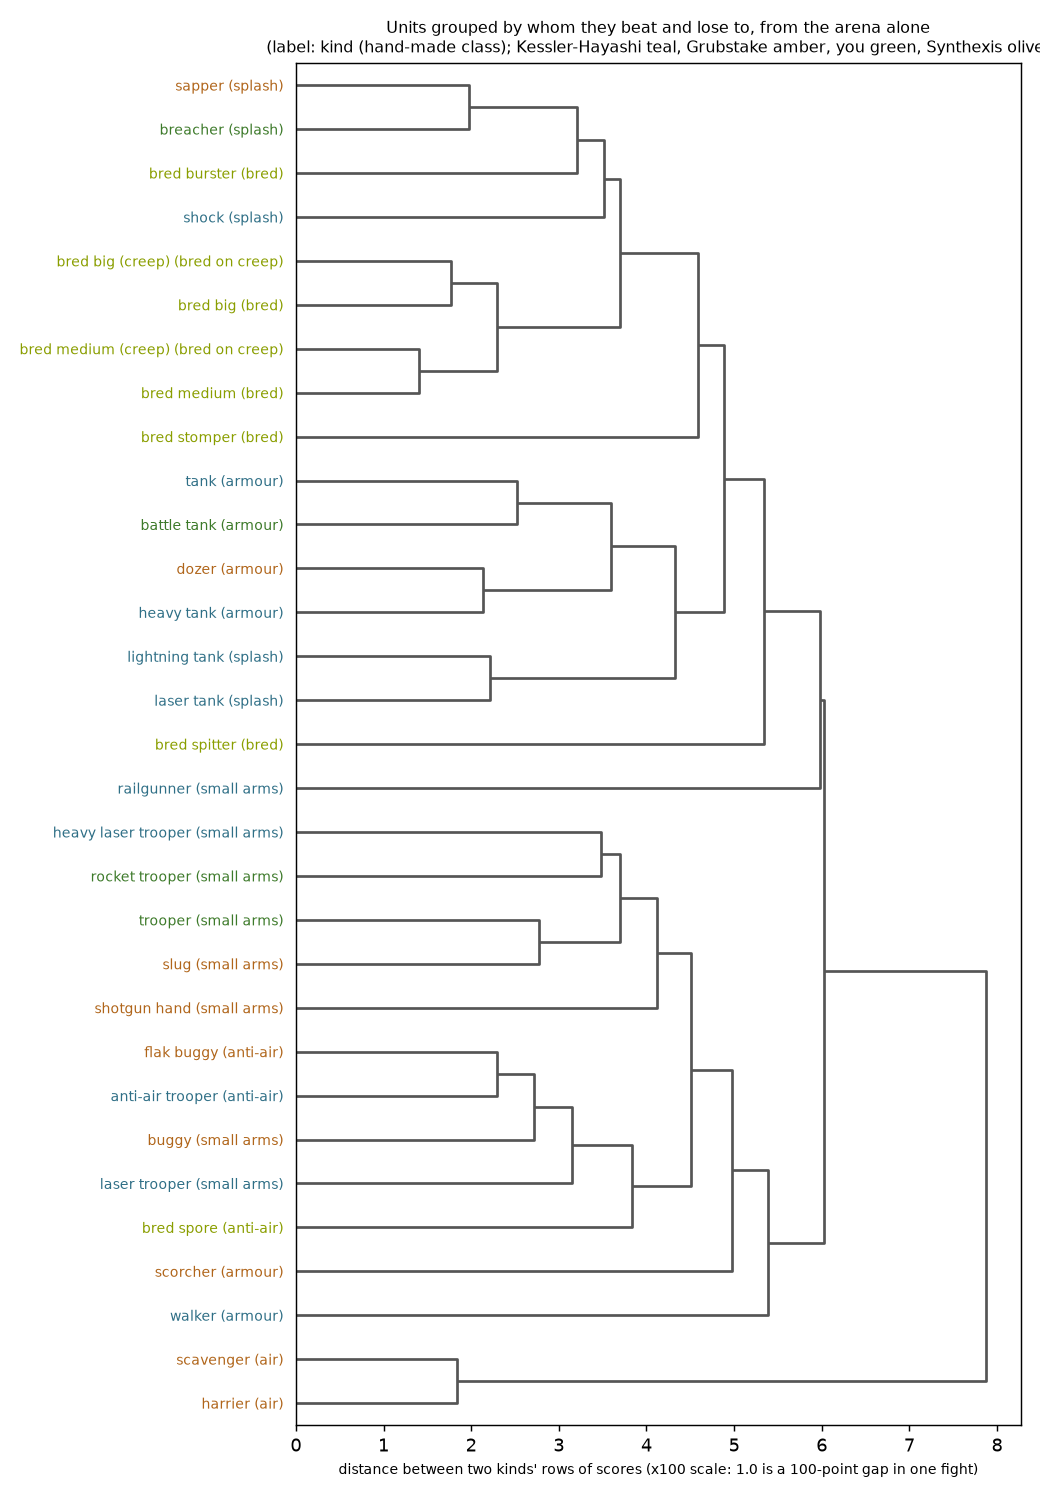 Units grouped by whom they beat and lose to, from the arena alone
(label: kind (hand-made class); Kessler-Hayashi teal, Grubstake amber, you green, Synthexis olive
sapper (splash)
breacher (splash)
bred burster (bred)
shock (splash)
bred big (creep) (bred on creep)
bred big (bred)
bred medium (creep) (bred on creep)
bred medium (bred)
bred stomper (bred)
tank (armour)
battle tank (armour)
dozer (armour)
heavy tank (armour)
lightning tank (splash)
laser tank (splash)
bred spitter (bred)
railgunner (small arms)
heavy laser trooper (small arms)
rocket trooper (small arms)
trooper (small arms)
slug (small arms)
shotgun hand (small arms)
flak buggy (anti-air)
anti-air trooper (anti-air)
buggy (small arms)
laser trooper (small arms)
bred spore (anti-air)
scorcher (armour)
walker (armour)
scavenger (air)
harrier (air)
0 1 2 3 4 5 6 7 8
distance between two kinds' rows of scores (x100 scale: 1.0 is a 100-point gap in one fight)